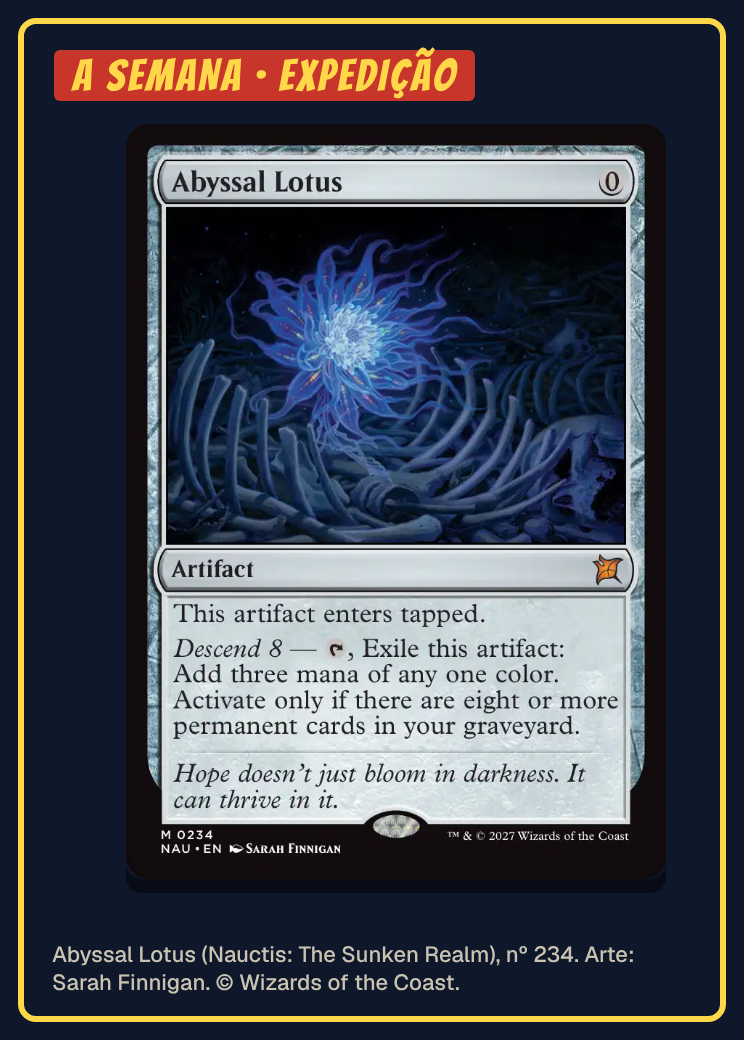 A SEMANA • EXPEDIÇÃO
Abyssal Lotus 0
Artifact
This artifact enters tapped.
Descend 8 — , Exile this artifact:
Add three mana of any one color.
Activate only if there are eight or more
permanent cards in your graveyard.
Hope doesn't just bloom in darkness. It
can thrive in it.
M 0234
NAU • EN SARAH FINNIGAN
™ & © 2027 Wizards of the Coast
Abyssal Lotus (Nauctis: The Sunken Realm), nº 234. Arte:
Sarah Finnigan. © Wizards of the Coast.